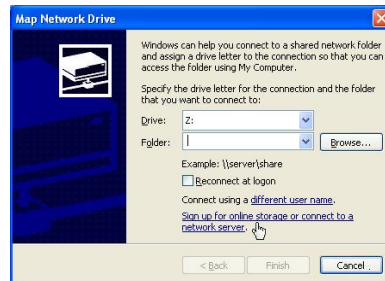 Map Network Drive
Windows can help you connect to a shared network folder
and assign a drive letter to the connection so that you can
access the folder using My Computer.
Specify the drive letter for the connection and the folder
that you want to connect to:
Drive: Z:
Folder: Browse...
Example: \\server\share
Reconnect at logon
Connect using a different user name.
Sign up for online storage or connect to a
network server.
< Back Finish Cancel